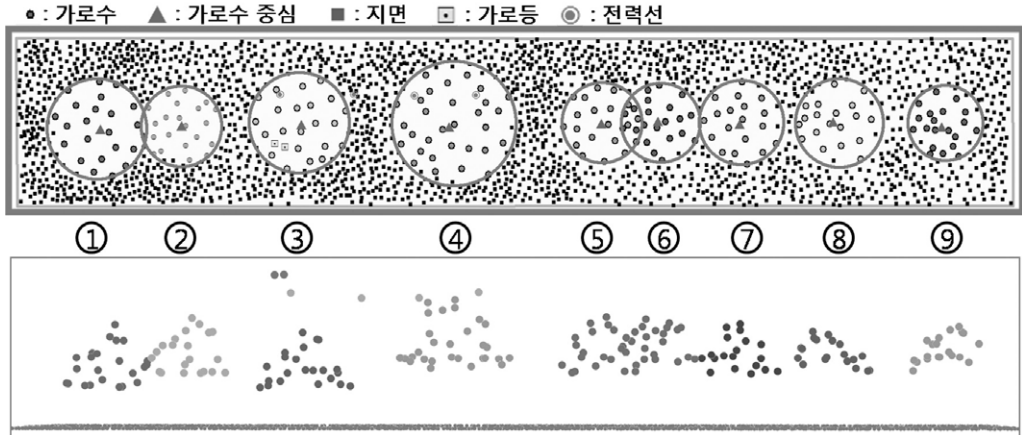 : 가로수 : 가로수 중심 : 지면 : 가로등 : 전력선
① ② ③ ④ ⑤ ⑥ ⑦ ⑧ ⑨